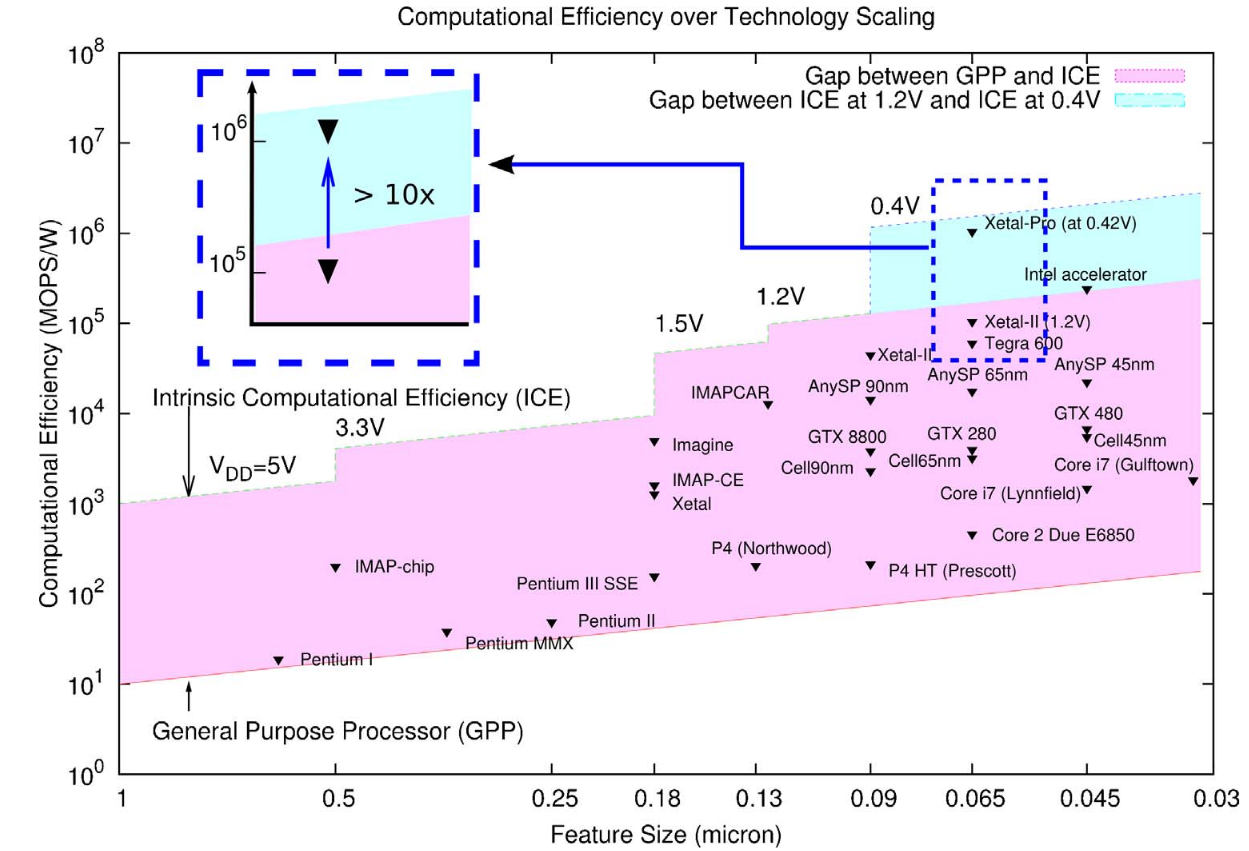 Computational Efficiency over Technology Scaling
Computational Efficiency (MOPS/W)
10^8
10^7
10^6
10^5
10^4
10^3
10^2
10^1
10^0
Gap between GPP and ICE
Gap between ICE at 1.2V and ICE at 0.4V
10^6
> 10x
10^5
0.4V
Xetal-Pro (at 0.42V)
Intel accelerator
1.2V
1.5V
Xetal-II (1.2V)
Tegra 600
Xetal-II
AnySP 45nm
AnySP 65nm
AnySP 90nm
IMAPCAR
Intrinsic Computational Efficiency (ICE)
3.3V
GTX 480
GTX 280
GTX 8800
Cell45nm
Imagine
V_DD=5V
Cell65nm
Cell90nm
Core i7 (Gulftown)
IMAP-CE
Core i7 (Lynnfield)
Xetal
Core 2 Due E6850
P4 (Northwood)
IMAP-chip
P4 HT (Prescott)
Pentium III SSE
Pentium II
Pentium MMX
Pentium I
General Purpose Processor (GPP)
1
0.5
0.25
0.18
0.13
0.09
0.065
0.045
0.03
Feature Size (micron)